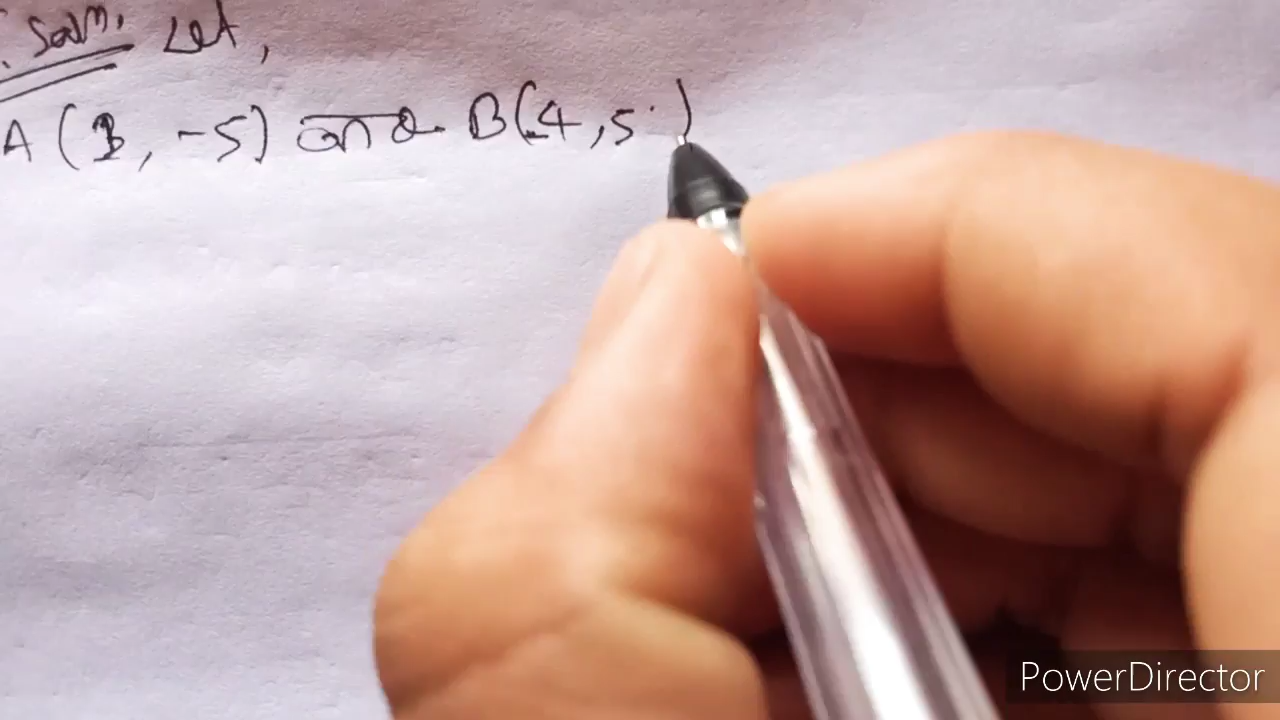 Soln. Let,
A (3, -5) and B(4,5)
PowerDirector